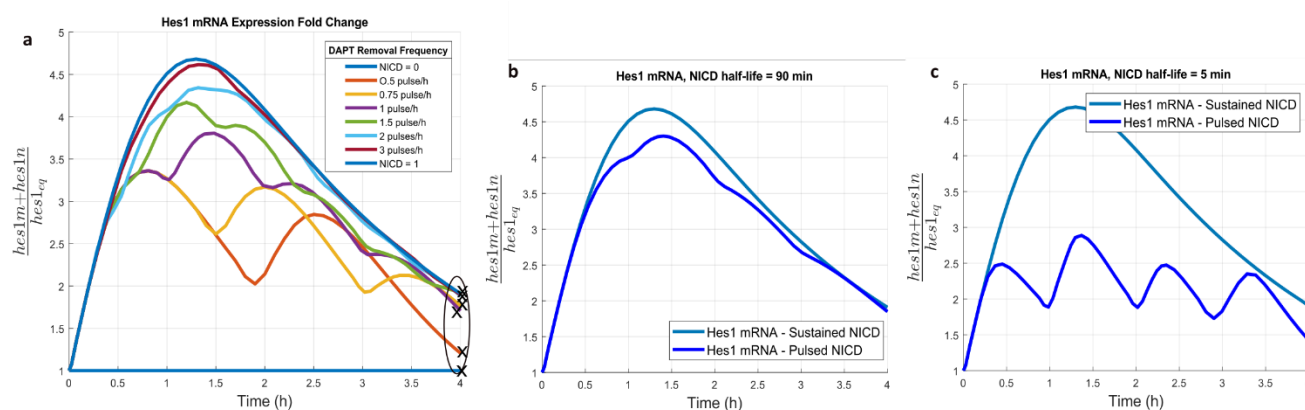 a
Hes1 mRNA Expression Fold Change
hes1m+hes1n
hes1eq
5
4.5
4
3.5
3
2.5
2
1.5
1
DAPT Removal Frequency
NICD = 0
O.5 pulse/h
0.75 pulse/h
1 pulse/h
1.5 pulse/h
2 pulses/h
3 pulses/h
NICD = 1
X
X
X
X
X
X
0 0.5 1 1.5 2 2.5 3 3.5 4
Time (h)
b
Hes1 mRNA, NICD half-life = 90 min
hes1m+hes1n
hes1eq
5
4.5
4
3.5
3
2.5
2
1.5
1
Hes1 mRNA - Sustained NICD
Hes1 mRNA - Pulsed NICD
0 0.5 1 1.5 2 2.5 3 3.5 4
Time (h)
c
Hes1 mRNA, NICD half-life = 5 min
hes1m+hes1n
hes1eq
5
4.5
4
3.5
3
2.5
2
1.5
1
Hes1 mRNA - Sustained NICD
Hes1 mRNA - Pulsed NICD
0 0.5 1 1.5 2 2.5 3 3.5
Time (h)